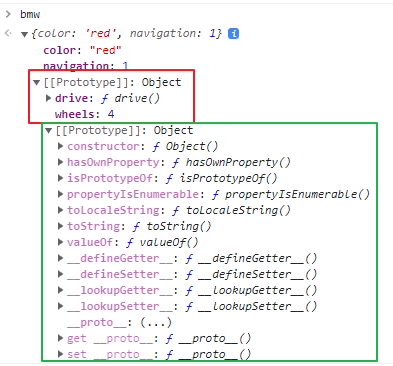 > bmw
{color: 'red', navigation: 1} i
color: "red"
navigation: 1
[[Prototype]]: Object
drive: ƒ drive()
wheels: 4
[[Prototype]]: Object
constructor: ƒ Object()
hasOwnProperty: ƒ hasOwnProperty()
isPrototypeOf: ƒ isPrototypeOf()
propertyIsEnumerable: ƒ propertyIsEnumerable()
toLocaleString: ƒ toLocaleString()
toString: ƒ toString()
valueOf: ƒ valueOf()
__defineGetter__: ƒ __defineGetter__()
__defineSetter__: ƒ __defineSetter__()
__lookupGetter__: ƒ __lookupGetter__()
__lookupSetter__: ƒ __lookupSetter__()
__proto__: (...)
get __proto__: ƒ __proto__()
set __proto__: ƒ __proto__()